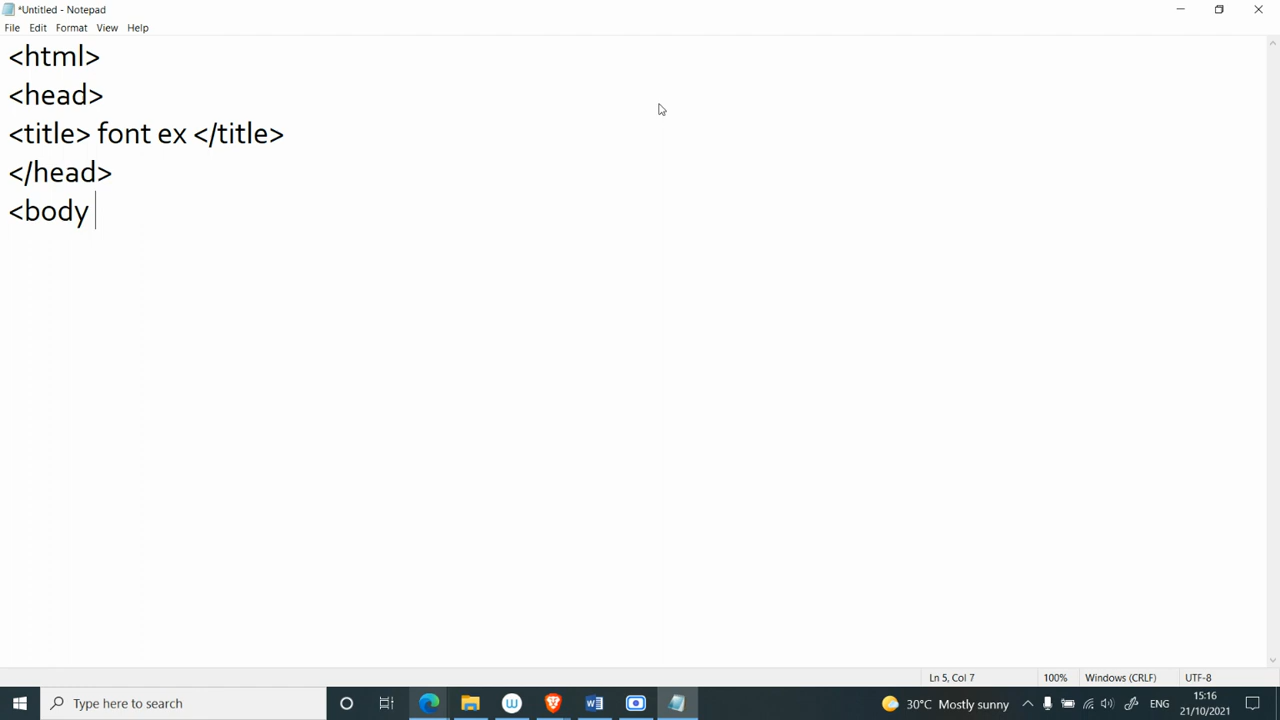 *Untitled - Notepad
File Edit Format View Help
<html>
<head>
<title> font ex </title>
</head>
<body
Ln 5, Col 7 100% Windows (CRLF) UTF-8
Type here to search 30°C Mostly sunny ENG 15:16
21/10/2021